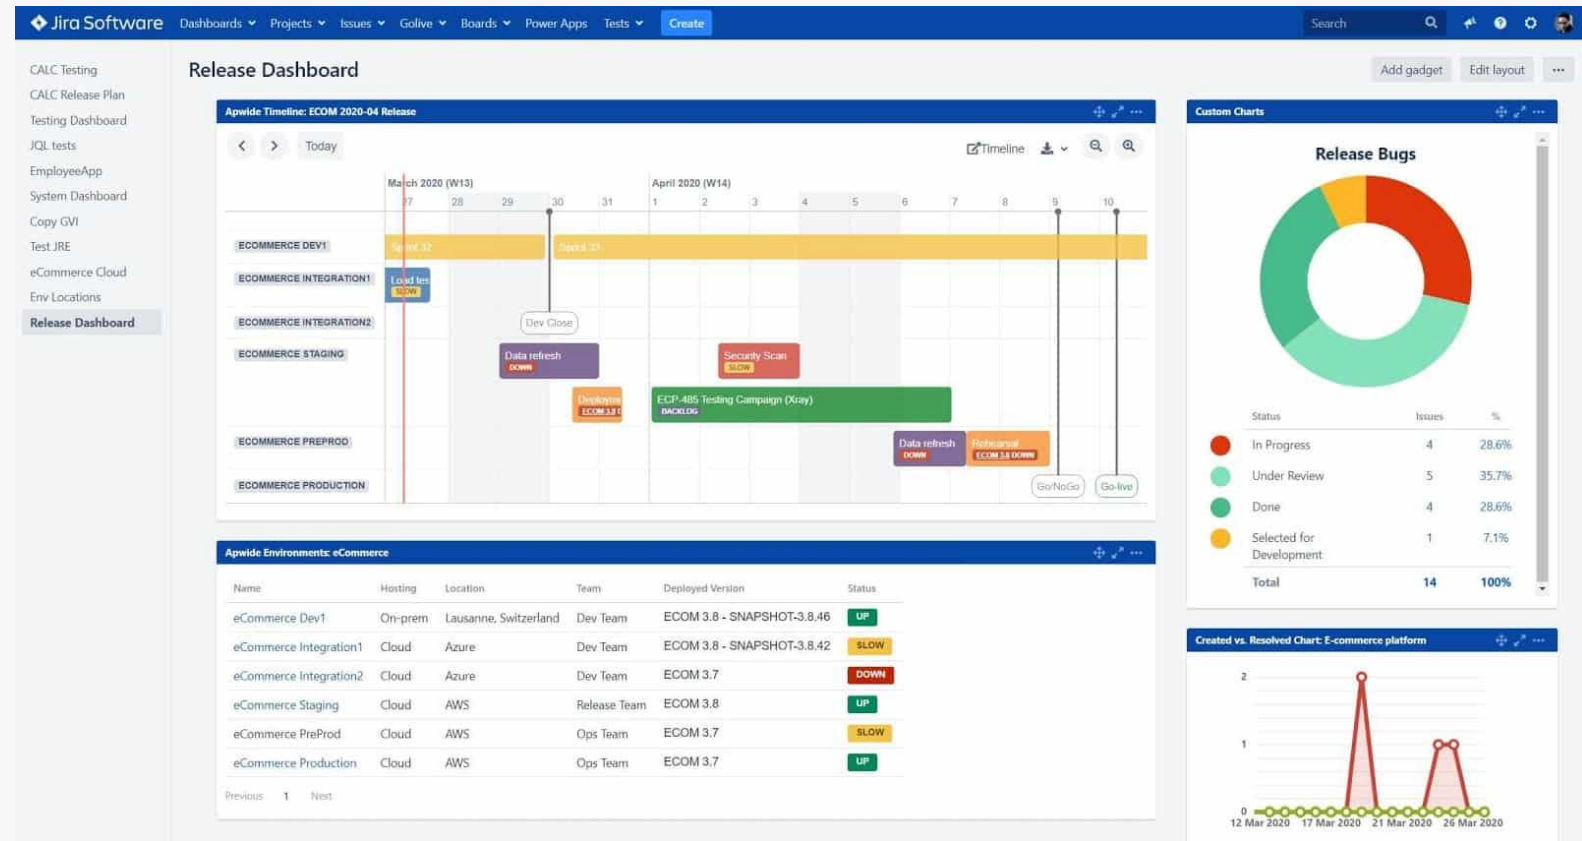 Jira Software Dashboards Projects Issues Golive Boards Power Apps Tests Create Search
CALC Testing
CALC Release Plan
Testing Dashboard
JQL tests
EmployeeApp
System Dashboard
Copy GVI
Test JRE
eCommerce Cloud
Env Locations
Release Dashboard
Release Dashboard
Add gadget Edit layout
Apwide Timeline: ECOM 2020-04 Release
Today
Timeline
March 2020 (W13) April 2020 (W14)
27 28 29 30 31 1 2 3 4 5 6 7 8 9 10
ECOMMERCE DEV1
Sprint 32 Sprint 33
ECOMMERCE INTEGRATION1
Load tes
SLOW
ECOMMERCE INTEGRATION2
Dev Close
ECOMMERCE STAGING
Data refresh
DOWN
Security Scan
SLOW
ECOM 3.8
ECP-485 Testing Campaign (Xray)
BACKLOG
ECOMMERCE PREPROD
Data refresh
DOWN
Rehearsal
ECOM 3.8 DOWN
ECOMMERCE PRODUCTION
Go/NoGo
Go-live
Apwide Environments: eCommerce
Name Hosting Location Team Deployed Version Status
eCommerce Dev1 On-prem Lausanne, Switzerland Dev Team ECOM 3.8 - SNAPSHOT-3.8.46 UP
eCommerce Integration1 Cloud Azure Dev Team ECOM 3.8 - SNAPSHOT-3.8.42 SLOW
eCommerce Integration2 Cloud Azure Dev Team ECOM 3.7 DOWN
eCommerce Staging Cloud AWS Release Team ECOM 3.8 UP
eCommerce PreProd Cloud AWS Ops Team ECOM 3.7 SLOW
eCommerce Production Cloud AWS Ops Team ECOM 3.7 UP
Previous 1 Next
Custom Charts
Release Bugs
Status Issues %
In Progress 4 28.6%
Under Review 5 35.7%
Done 4 28.6%
Selected for
Development 1 7.1%
Total 14 100%
Created vs. Resolved Chart: E-commerce platform
2
1
0
12 Mar 2020 17 Mar 2020 21 Mar 2020 26 Mar 2020